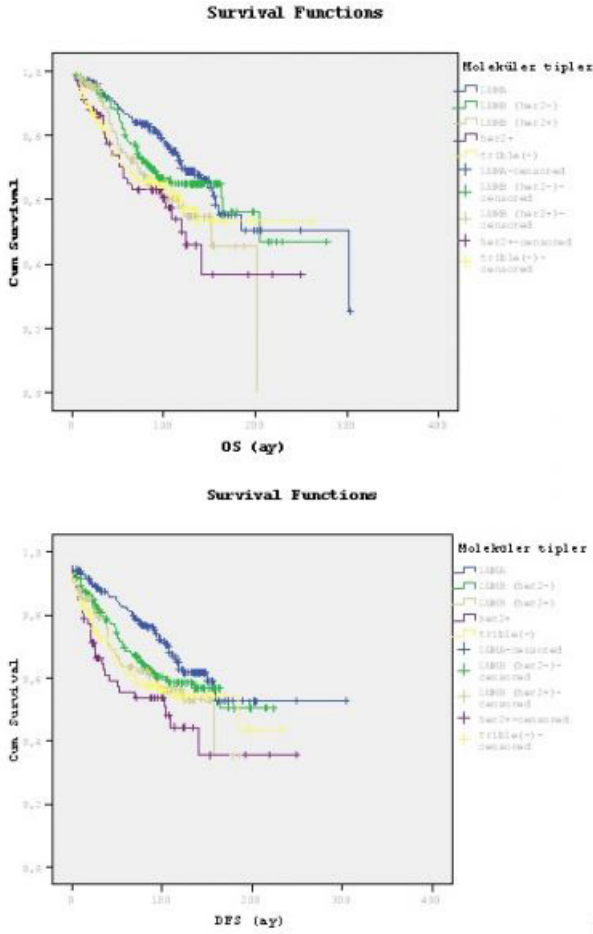 Survival Functions
Moleküler tipler
LUMA
LUMB (her2-)
LUMB (her2+)
her2+
trible(-)
LUMA-censored
LUMB (her2-)-
censored
LUMB (her2+)-
censored
her2+-censored
trible(-)-
censored
Cum Survival
1,0
0,8
0,6
0,4
0,2
0,0
0
100
200
300
400
OS (ay)
Survival Functions
Moleküler tipler
LUMA
LUMB (her2-)
LUMB (her2+)
her2+
trible(-)
LUMA-censored
LUMB (her2-)-
censored
LUMB (her2+)-
censored
her2+-censored
trible(-)-
censored
Cum Survival
1,0
0,8
0,6
0,4
0,2
0,0
0
100
200
300
400
DFS (ay)